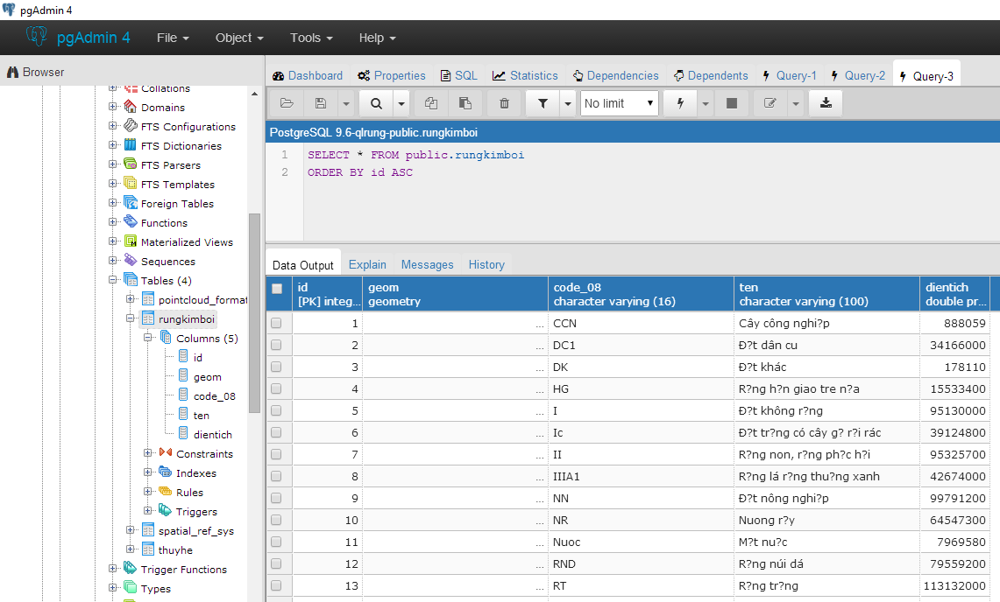 pgAdmin 4
pgAdmin 4 File Object Tools Help
Browser
Dashboard Properties SQL Statistics Dependencies Dependents Query-1 Query-2 Query-3
Collations
Domains
FTS Configurations
FTS Dictionaries
FTS Parsers
FTS Templates
Foreign Tables
Functions
Materialized Views
Sequences
Tables (4)
pointcloud_format
rungkimboi
Columns (5)
id
geom
code_08
ten
dientich
Constraints
Indexes
Rules
Triggers
spatial_ref_sys
thuyhe
Trigger Functions
Types
No limit
PostgreSQL 9.6-qlrung-public.rungkimboi
1 SELECT * FROM public.rungkimboi
2 ORDER BY id ASC
Data Output Explain Messages History
id geom code_08 ten dientich
[PK] integ... geometry character varying (16) character varying (100) double pr...
1 ... CCN Cây công nghi?p 888059
2 ... DC1 Ð?t dân cu 34166000
3 ... DK Ð?t khác 178110
4 ... HG R?ng h?n giao tre n?a 15533400
5 ... I Ð?t không r?ng 95130000
6 ... Ic Ð?t tr?ng có cây g? r?i rác 39124800
7 ... II R?ng non, r?ng ph?c h?i 95325700
8 ... IIIA1 R?ng lá r?ng thu?ng xanh 42674000
9 ... NN Ð?t nông nghi?p 99791200
10 ... NR Nuong r?y 64547300
11 ... Nuoc M?t nu?c 7969580
12 ... RND R?ng núi dá 79559200
13 ... RT R?ng tr?ng 113132000